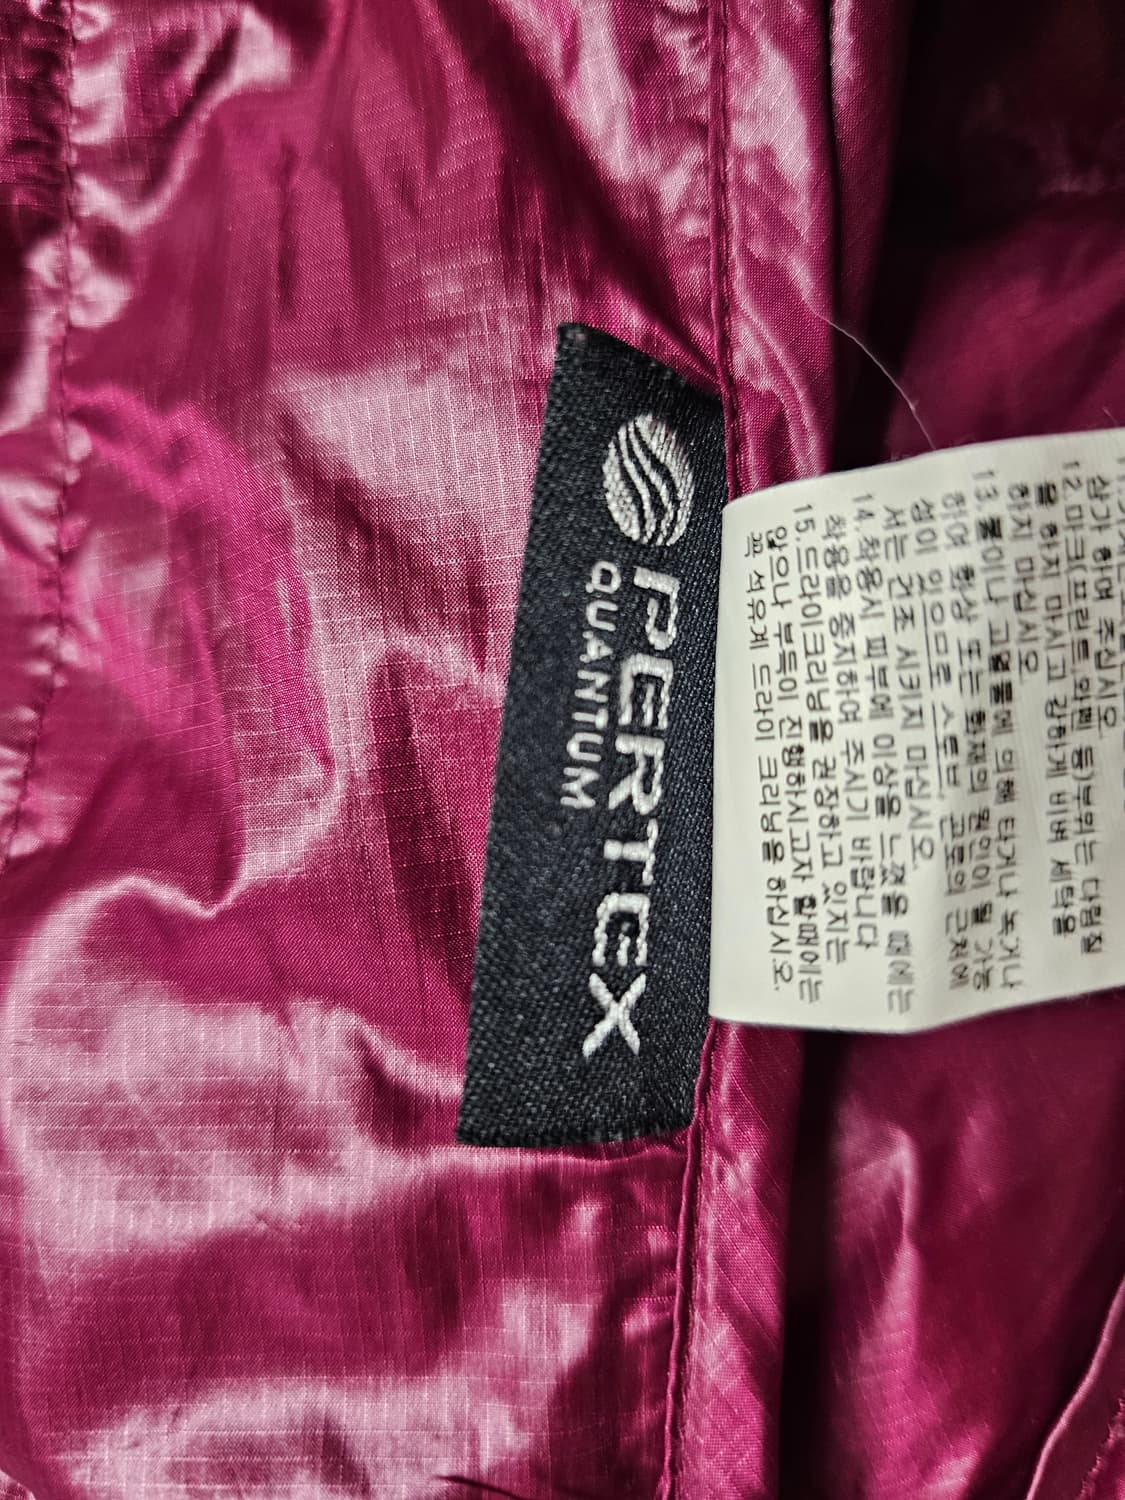 삼가 하여 주십시오.
12.마크(프린트,와펜 등)부위는 다림질
을 하지 마시고 강하게 비벼 세탁을
하지 마십시오.
13.불이나 고열물에 의해 타거나 녹거나
하여 화상 또는 화재의 원인이 될 가능
성이 있으므로 스토브, 곤로의 근처에
서는 건조 시키지 마십시오.
14.착용시 피부에 이상을 느꼈을 때에는
착용을 중지하여 주시기 바랍니다
15.드라이크리닝을 권장하고 있지는
않으나 부득이 진행하시고자 할때에는
꼭 석유계 드라이 크리닝을 하십시오.
PERTEX
QUANTUM